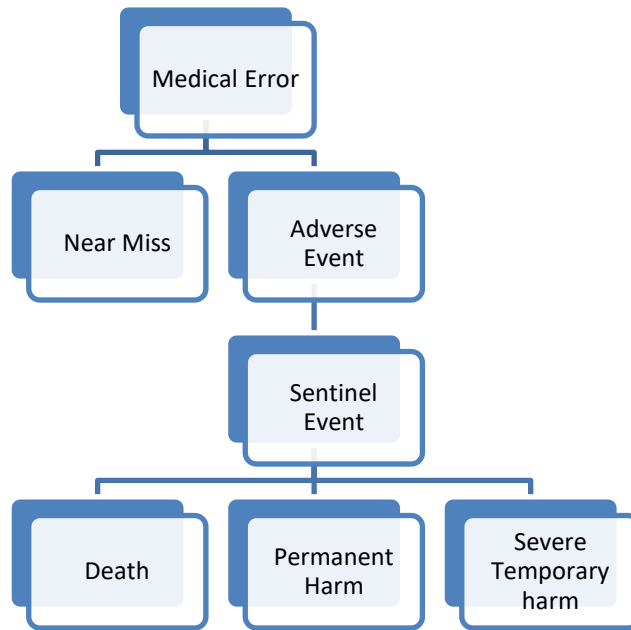 Medical Error
Near Miss
Adverse
Event
Sentinel
Event
Death
Permanent
Harm
Severe
Temporary
harm